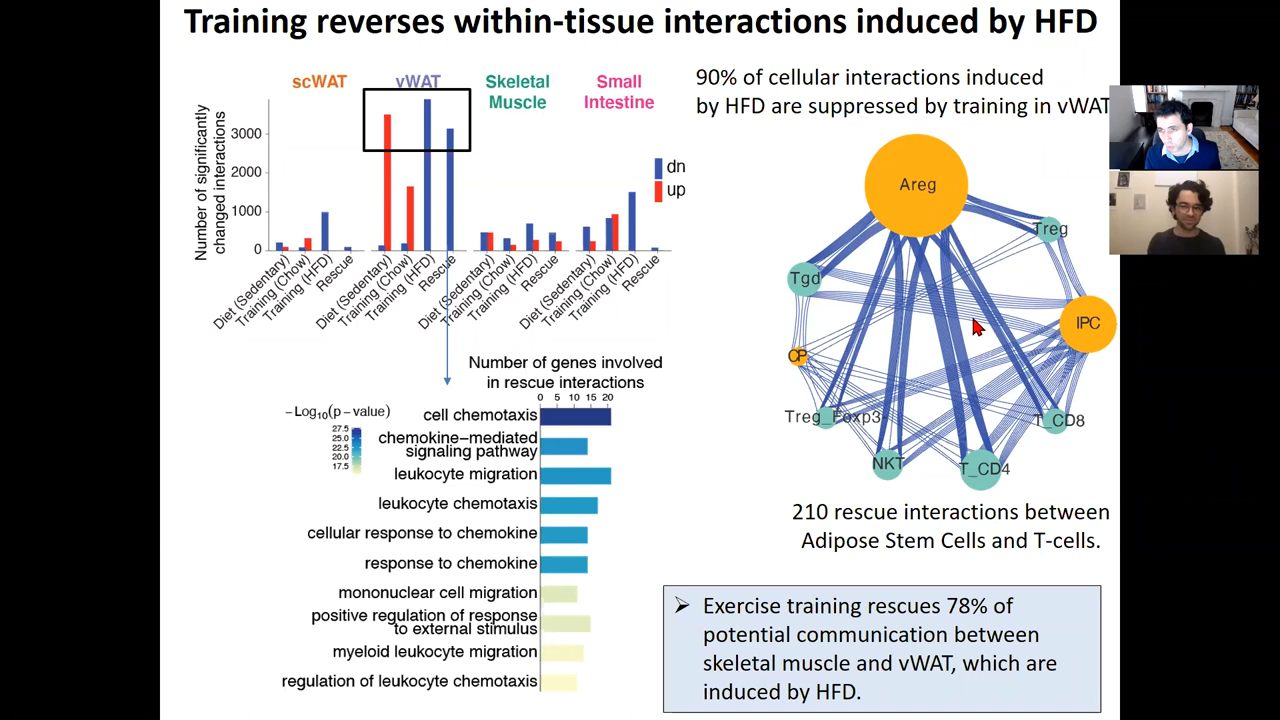 Training reverses within-tissue interactions induced by HFD
scWAT
vWAT
Skeletal
Muscle
Small
Intestine
Number of significantly
changed interactions
3000
2000
1000
0
dn
up
Diet (Sedentary)
Training (Chow)
Training (HFD)
Rescue
Diet (Sedentary)
Training (Chow)
Training (HFD)
Rescue
Diet (Sedentary)
Training (Chow)
Training (HFD)
Rescue
Diet (Sedentary)
Training (Chow)
Training (HFD)
Rescue
Number of genes involved
in rescue interactions
0 5 10 15 20
−Log10(p−value)
27.5
25.0
22.5
20.0
17.5
cell chemotaxis
chemokine−mediated
signaling pathway
leukocyte migration
leukocyte chemotaxis
cellular response to chemokine
response to chemokine
mononuclear cell migration
positive regulation of response
to external stimulus
myeloid leukocyte migration
regulation of leukocyte chemotaxis
90% of cellular interactions induced
by HFD are suppressed by training in vWAT
Areg
Treg
Tgd
IPC
CP
Treg_Foxp3-
T_CD8
NKT
T_CD4
210 rescue interactions between
Adipose Stem Cells and T-cells.
➢ Exercise training rescues 78% of
potential communication between
skeletal muscle and vWAT, which are
induced by HFD.